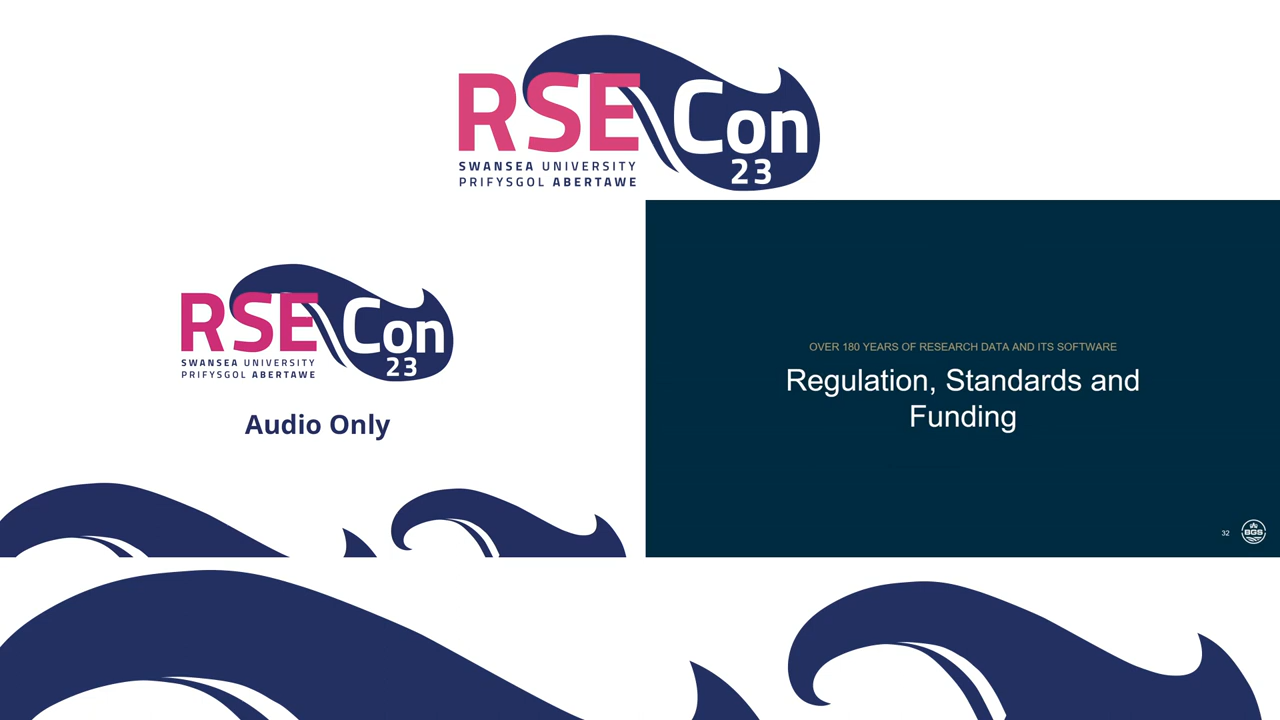 RSE Con
23
SWANSEA UNIVERSITY
PRIFYSGOL ABERTAWE
RSE Con
23
SWANSEA UNIVERSITY
PRIFYSGOL ABERTAWE
Audio Only
OVER 180 YEARS OF RESEARCH DATA AND ITS SOFTWARE
Regulation, Standards and
Funding
32
BGS